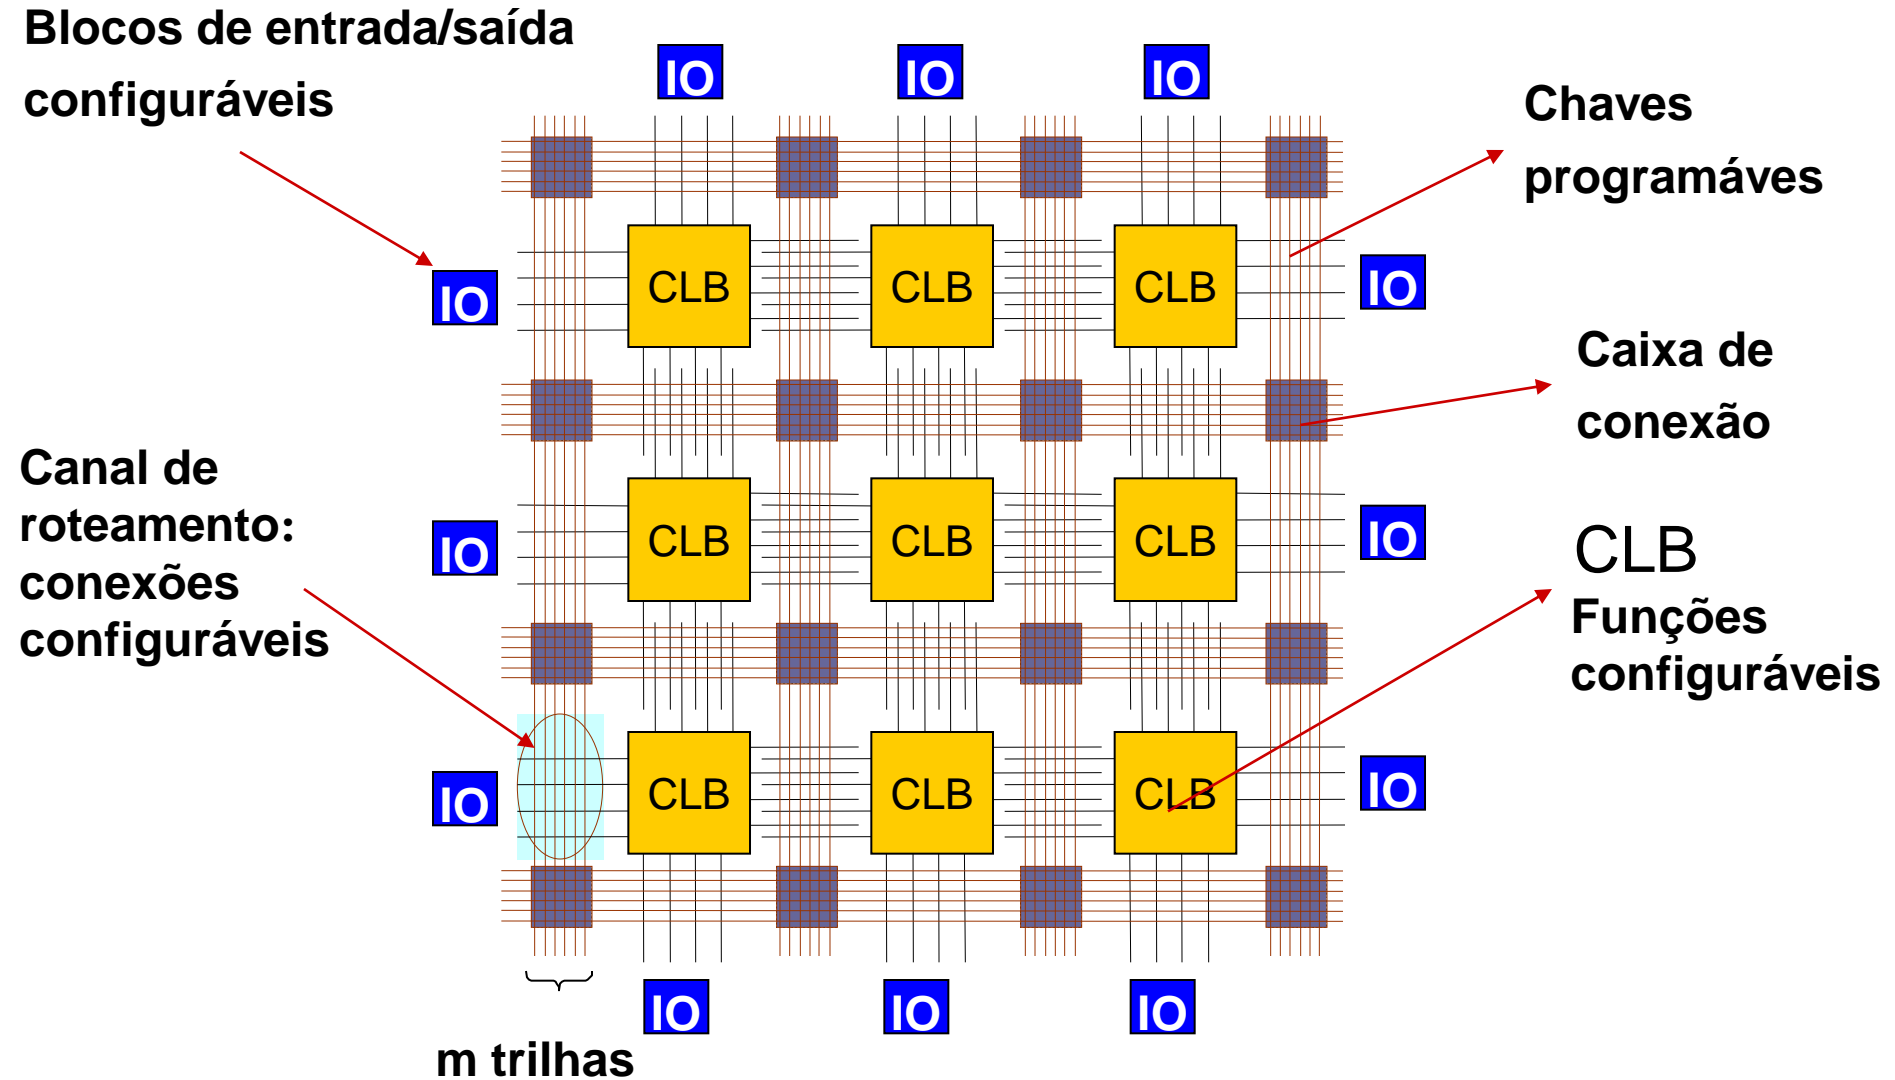 Blocos de entrada/saída
configuráveis
IO
IO
IO
Chaves
programáves
CLB
CLB
CLB
IO
IO
Caixa de
conexão
Canal de
roteamento:
conexões
configuráveis
IO
CLB
CLB
CLB
IO
CLB
Funções
configuráveis
IO
CLB
CLB
CLB
IO
IO
IO
IO
m trilhas